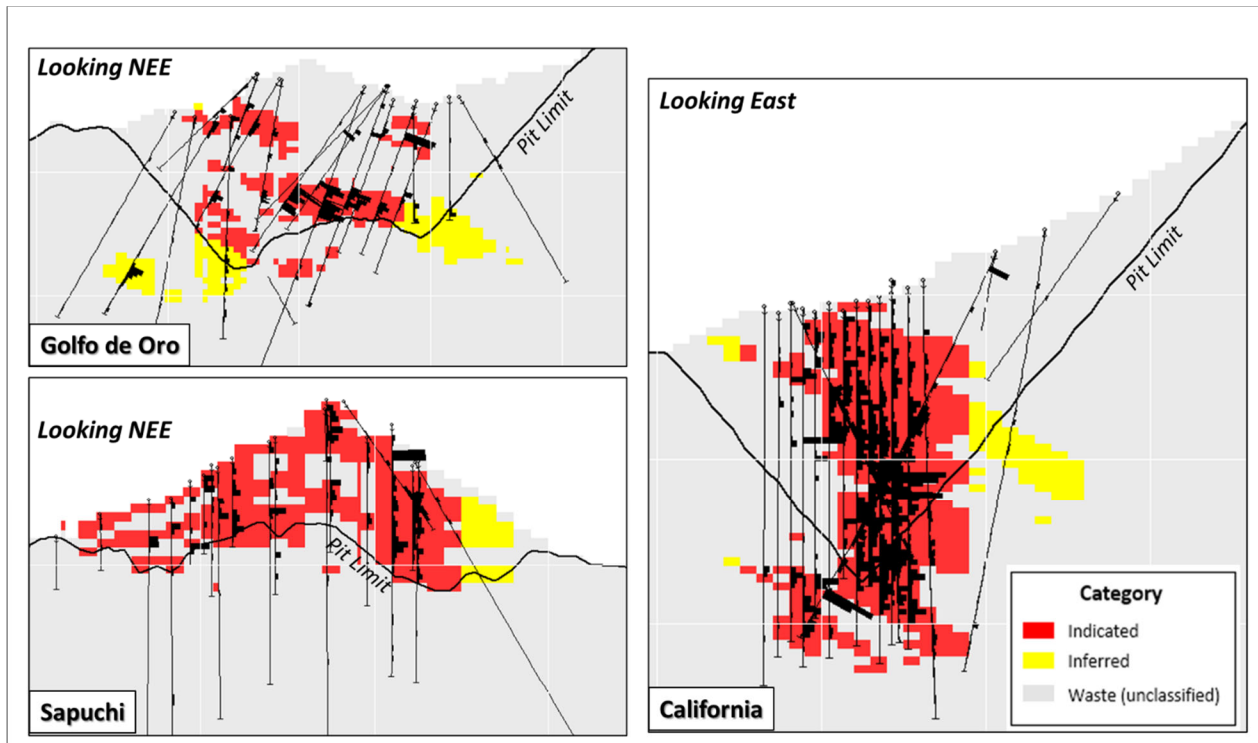 Looking NEE
Pit Limit
Golfo de Oro
Looking NEE
Pit Limit
Sapuchi
Looking East
Pit Limit
Category
Indicated
Inferred
Waste (unclassified)
California